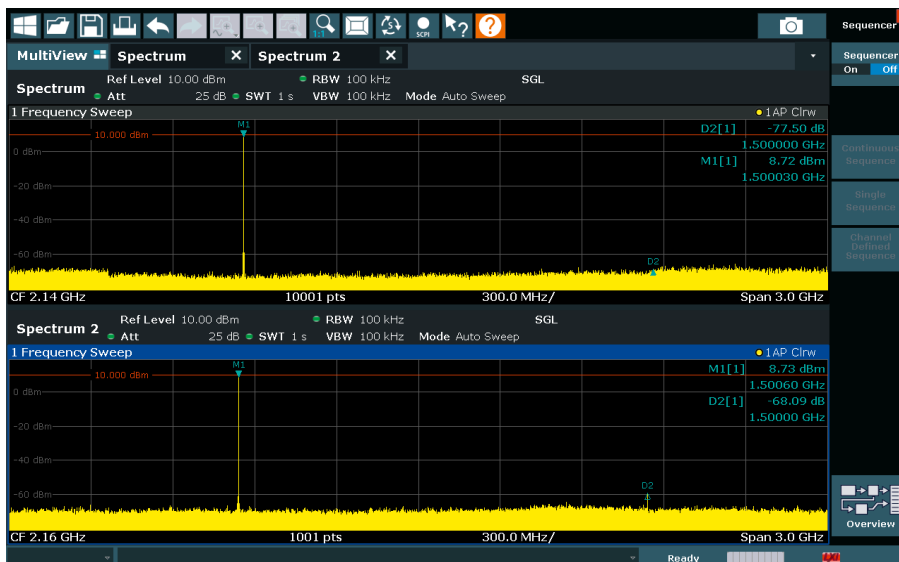 1:1
S
SCPI
?
?
Sequencer
MultiView Spectrum X Spectrum 2 X
Sequencer
On Off
Spectrum Ref Level 10.00 dBm RBW 100 kHz SGL
Att 25 dB SWT 1 s VBW 100 kHz Mode Auto Sweep
1 Frequency Sweep 1AP Clrw
M1
10.000 dBm
D2[1] -77.50 dB
1.500000 GHz
M1[1] 8.72 dBm
1.500030 GHz
0 dBm
-20 dBm
-40 dBm
-60 dBm
D2
CF 2.14 GHz 10001 pts 300.0 MHz/ Span 3.0 GHz
Continuous
Sequence
Single
Sequence
Channel
Defined
Sequence
Spectrum 2 Ref Level 10.00 dBm RBW 100 kHz SGL
Att 25 dB SWT 1 s VBW 100 kHz Mode Auto Sweep
1 Frequency Sweep 1AP Clrw
M1
10.000 dBm
M1[1] 8.73 dBm
1.50060 GHz
D2[1] -68.09 dB
1.50000 GHz
0 dBm
-20 dBm
-40 dBm
-60 dBm
D2
CF 2.16 GHz 1001 pts 300.0 MHz/ Span 3.0 GHz
Overview
Ready